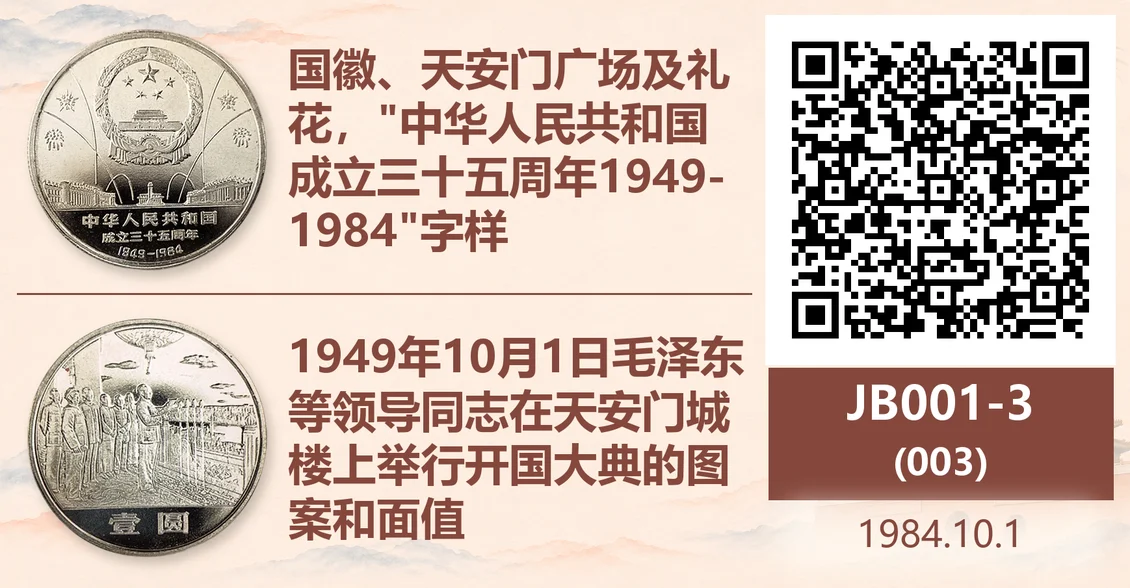 中华人民共和国
成立三十五周年
1949-1984
国徽、天安门广场及礼
花，"中华人民共和国
成立三十五周年1949-
1984"字样
壹圆
1949年10月1日毛泽东
等领导同志在天安门城
楼上举行开国大典的图
案和面值
JB001-3
(003)
1984.10.1